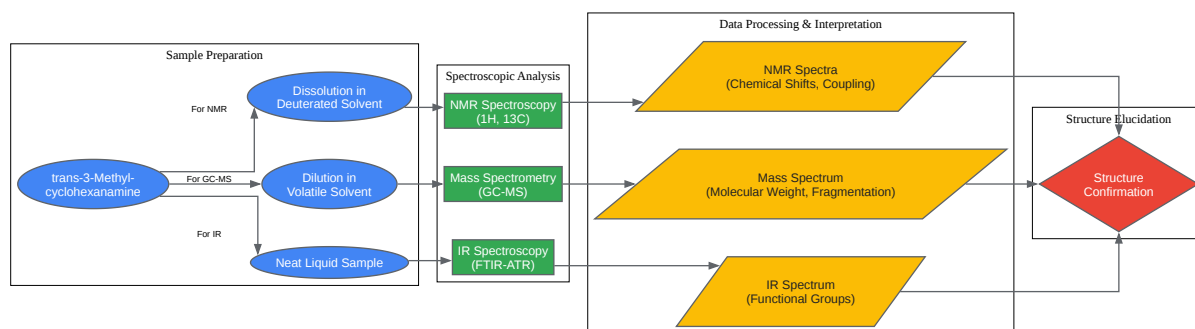 Sample Preparation
trans-3-Methyl-
cyclohexanamine
For NMR
For GC-MS
For IR
Dissolution in
Deuterated Solvent
Dilution in
Volatile Solvent
Neat Liquid Sample
Spectroscopic Analysis
NMR Spectroscopy
(1H, 13C)
Mass Spectrometry
(GC-MS)
IR Spectroscopy
(FTIR-ATR)
Data Processing & Interpretation
NMR Spectra
(Chemical Shifts, Coupling)
Mass Spectrum
(Molecular Weight, Fragmentation)
IR Spectrum
(Functional Groups)
Structure Elucidation
Structure
Confirmation